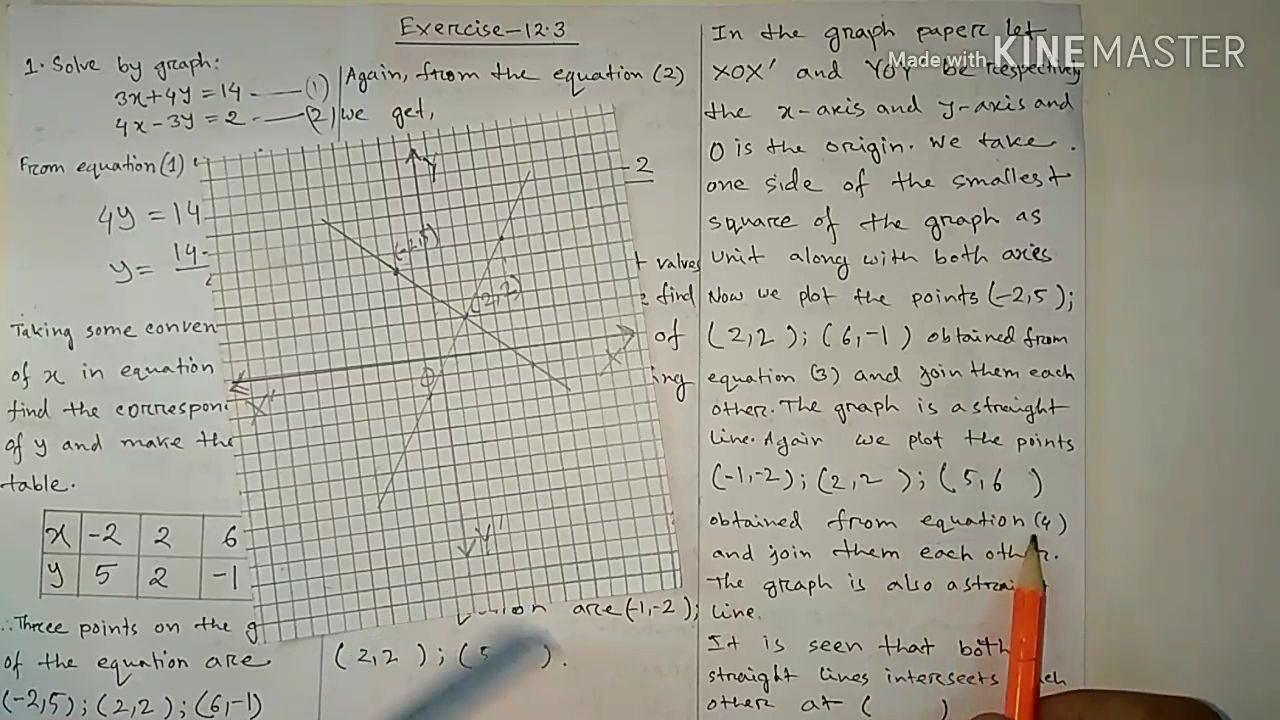 Exercise-12.3
1. Solve by graph:
3x+4y=14 — (1)
4x-3y=2 — (2)
From equation (1)
4y = 14
y = 14-
Taking some conven
of x in equation
find the correspon
of y and make the
table.
x -2 2 6
y 5 2 -1
∴Three points on the g
of the equation are
(-2,5); (2,2); (6,-1)
Again, from the equation (2)
we get,
-2
t values
e find
of
ing
are (-1,-2);
(2,2 ); (5 ).
Y
(-2,5)
(2,2)
O
X
X'
Y'
In the graph paper let
XOX' and YOY' be respectively
the x-axis and y-axis and
O is the origin. We take
one side of the smallest
square of the graph as
unit along with both axies
Now we plot the points (-2,5);
(2,2); (6,-1) obtained from
equation (3) and join them each
other. The graph is a straight
line. Again we plot the points
(-1,-2); (2,2 ); (5,6 )
obtained from equation (4)
and join them each other.
The graph is also a straight
line.
It is seen that both
straight lines intersects each
other at ( )
Made with KINEMASTER